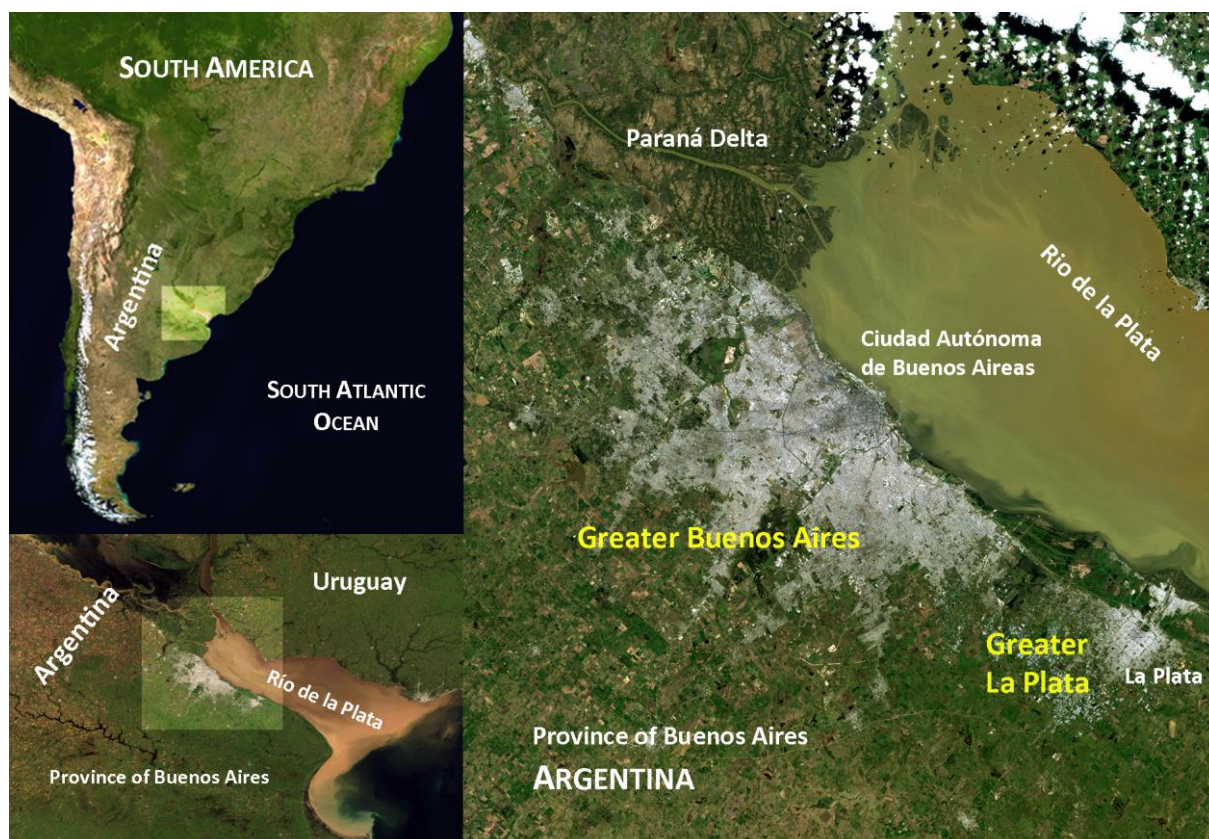 SOUTH AMERICA
Argentina
SOUTH ATLANTIC
OCEAN
Argentina
Uruguay
Río de la Plata
Province of Buenos Aires
Paraná Delta
Rio de la Plata
Ciudad Autónoma
de Buenos Aireas
Greater Buenos Aires
Greater
La Plata
La Plata
Province of Buenos Aires
ARGENTINA